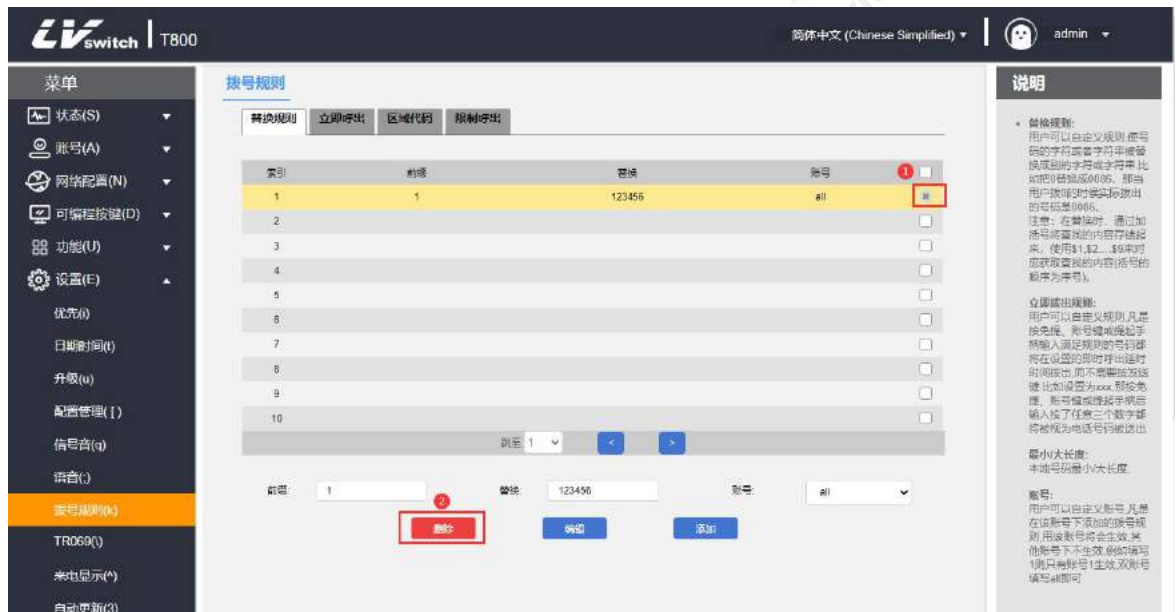 LVswitch T800
简体中文 (Chinese Simplified)
admin
菜单
状态(S)
账号(A)
网络配置(N)
可编程按键(D)
功能(U)
设置(E)
优先(i)
日期时间(t)
升级(u)
配置管理([)
信号音(q)
语音(;)
拨号规则(k)
TR069(\)
来电显示(^)
自动更新(3)
拨号规则
替换规则 立即呼出 区域代码 限制呼出
索引 前缀 替换 账号 1
1 1 123456 all
2
3
4
5
6
7
8
9
10
跳至 1 < >
前缀: 1 替换: 123456 账号: all
2
删除 编辑 添加
说明
替换规则:
用户可以自定义规则,使号
码的字符或者字符串被替
换成别的字符或字符串,比
如把0替换成0086。那当
用户拨0的时候实际拨出
的号码是0086。
注意：在替换时，通过加
括号将查找的内容存储起
来，使用$1,$2....$9来对
应获取查找的内容(括号的
顺序为序号)。
立即拨出规则:
用户可以自定义规则,凡是
按免提、账号键或提起手
柄输入满足规则的号码都
将在设置的即时呼出延时
时间拨出,而不需要按发送
键,比如设置为xxx,那按免
提、账号键或提起手柄后
输入按了任意三个数字都
将被视为电话号码被送出
最小/大长度:
本地号码最小/大长度.
账号:
用户可以自定义账号,凡是
在该账号下添加的拨号规
则,用该账号将会生效,其
他账号下不生效,例如填写
1则只有账号1生效,双账号
填写all即可